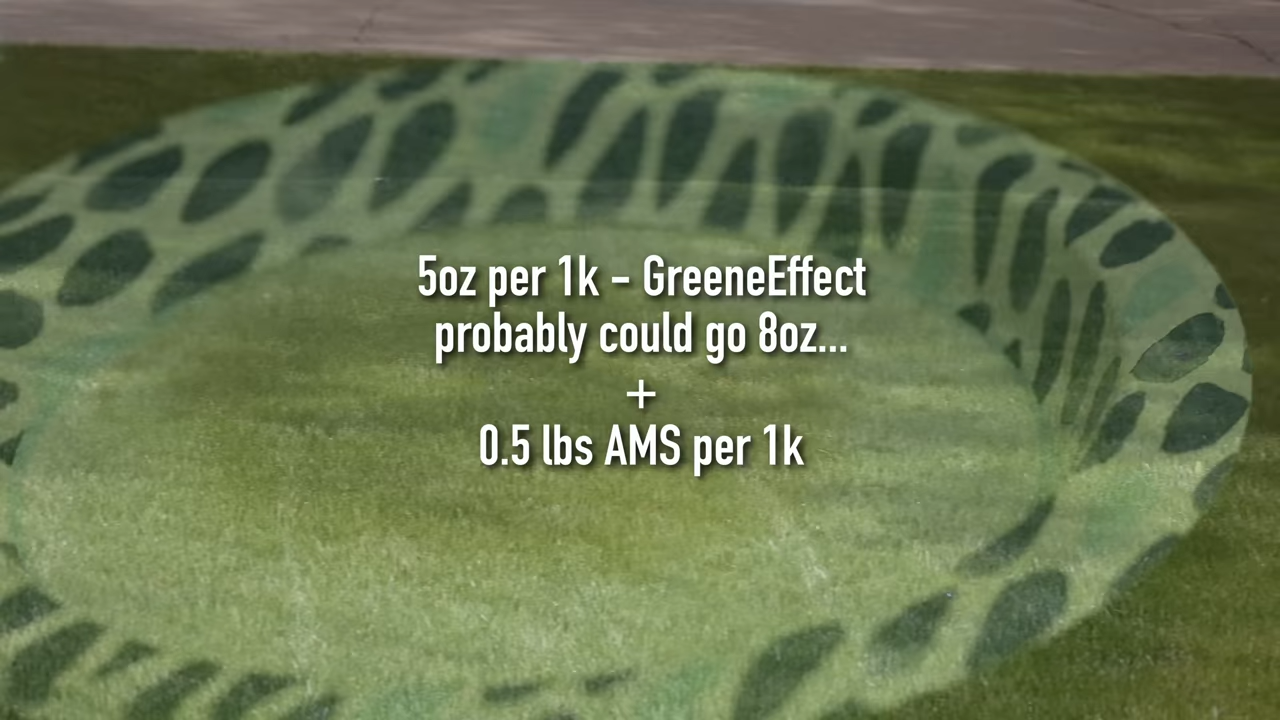 5oz per 1k - GreeneEffect
probably could go 8oz...
+
0.5 lbs AMS per 1k